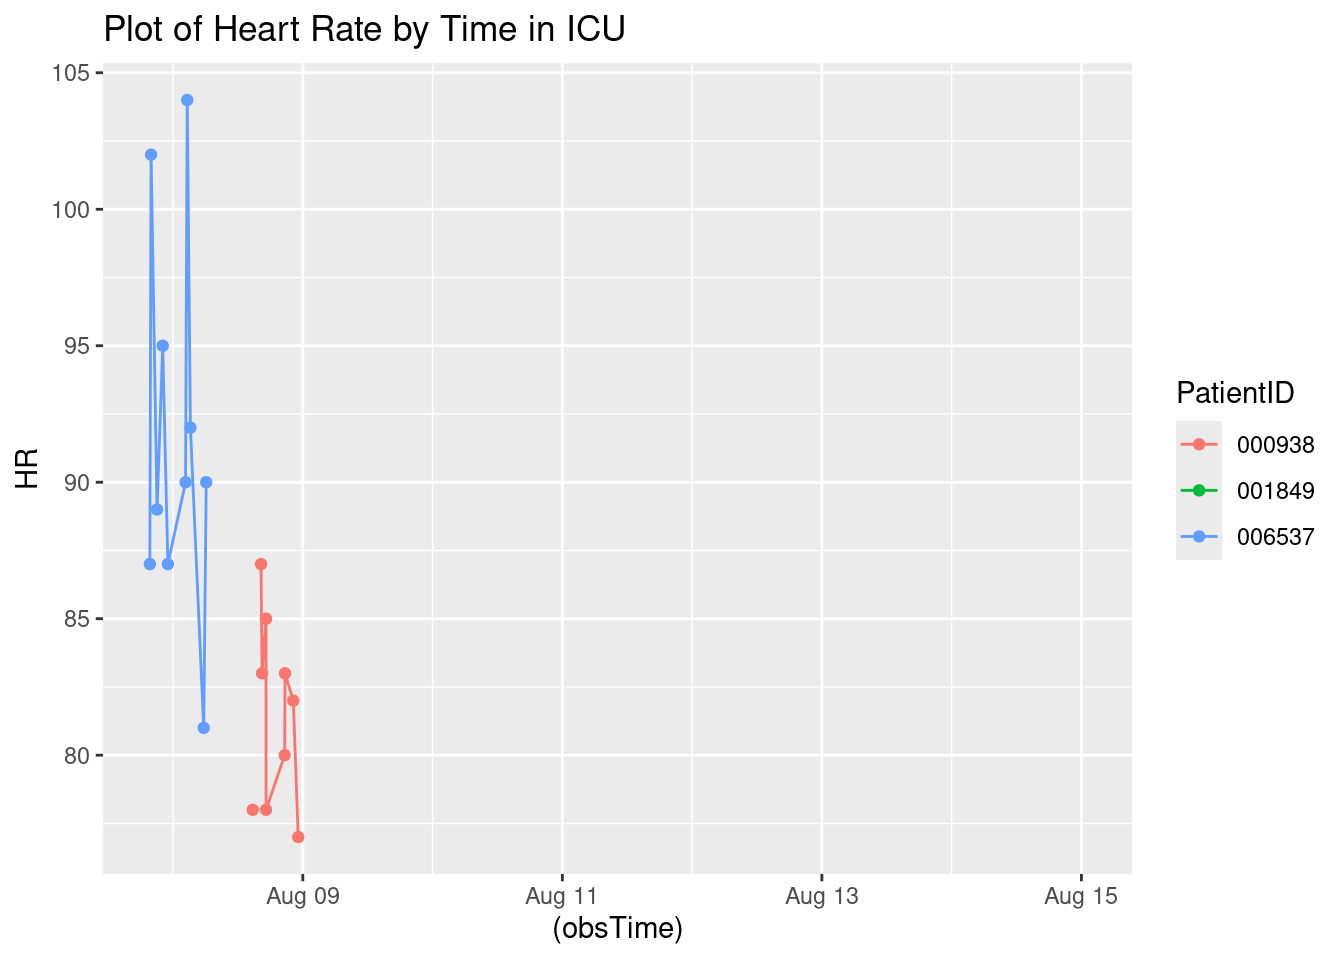 Plot of Heart Rate by Time in ICU
105
100
95
90
85
80
HR
Aug 09
Aug 11
Aug 13
Aug 15
(obsTime)
PatientID
000938
001849
006537